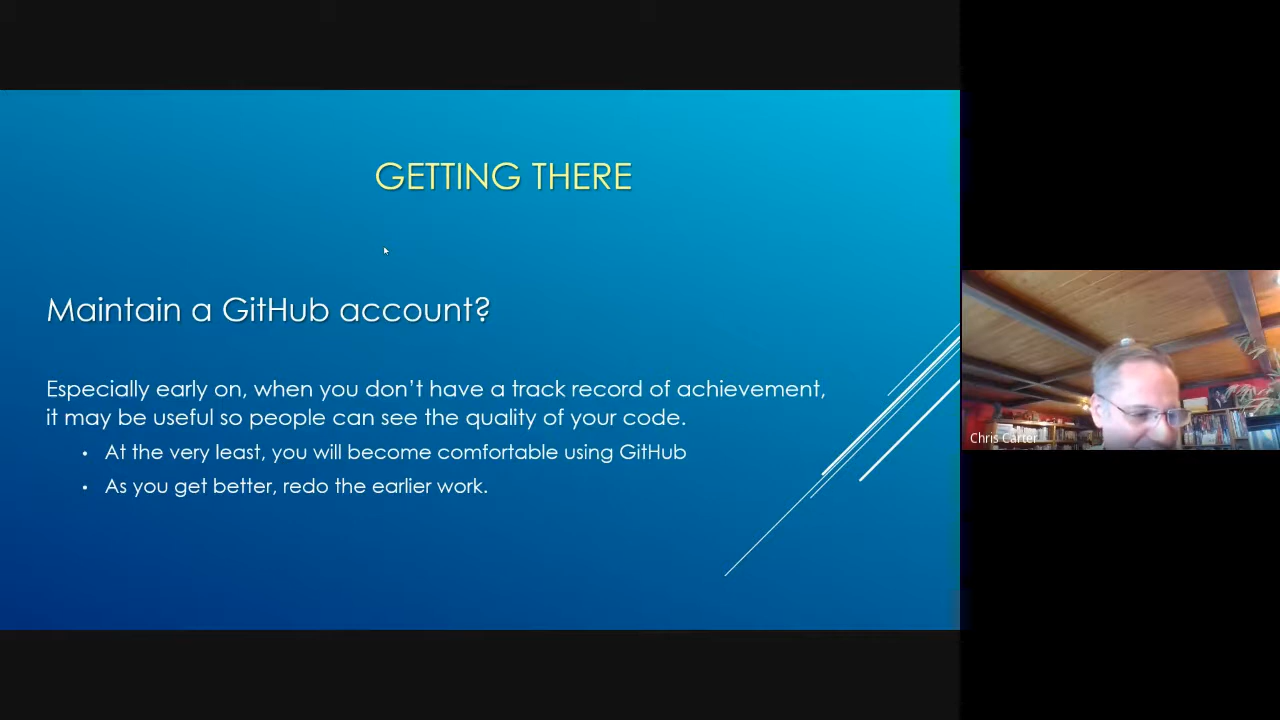 GETTING THERE
Maintain a GitHub account?
Especially early on, when you don’t have a track record of achievement,
it may be useful so people can see the quality of your code.
• At the very least, you will become comfortable using GitHub
• As you get better, redo the earlier work.
Chris Carter